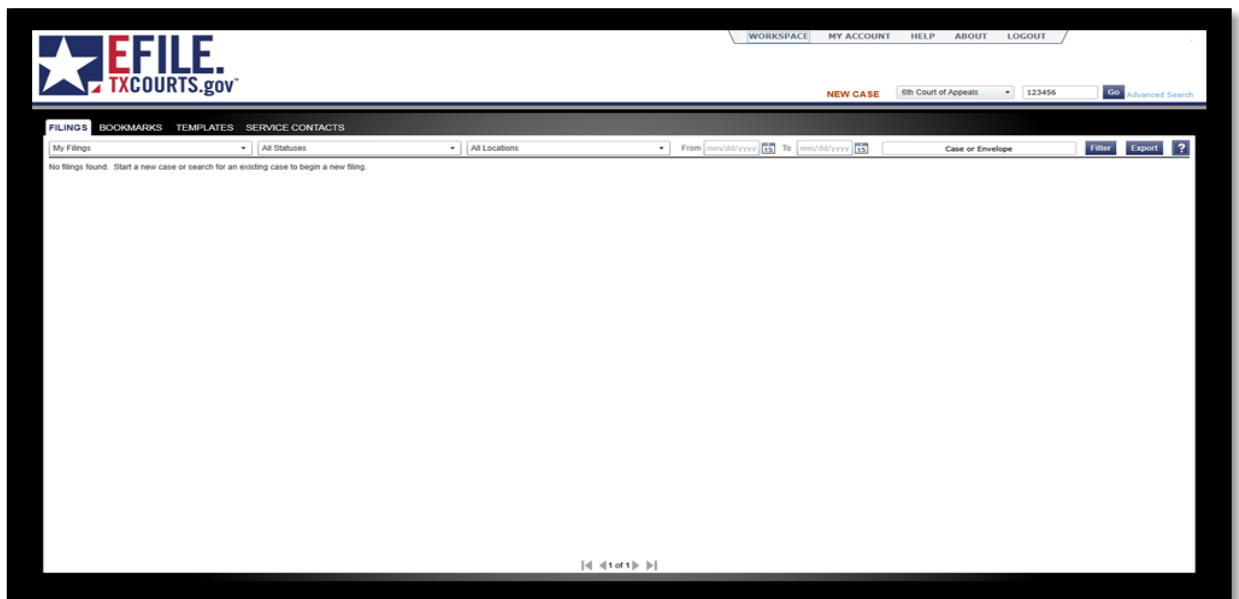 EFILE.
TXCOURTS.gov™
WORKSPACE MY ACCOUNT HELP ABOUT LOGOUT
NEW CASE 6th Court of Appeals 123456 Go Advanced Search
FILINGS BOOKMARKS TEMPLATES SERVICE CONTACTS
My Filings All Statuses All Locations From mm/dd/yyyy 15 To mm/dd/yyyy 15 Case or Envelope Filter Export ?
No filings found. Start a new case or search for an existing case to begin a new filing.
1 of 1